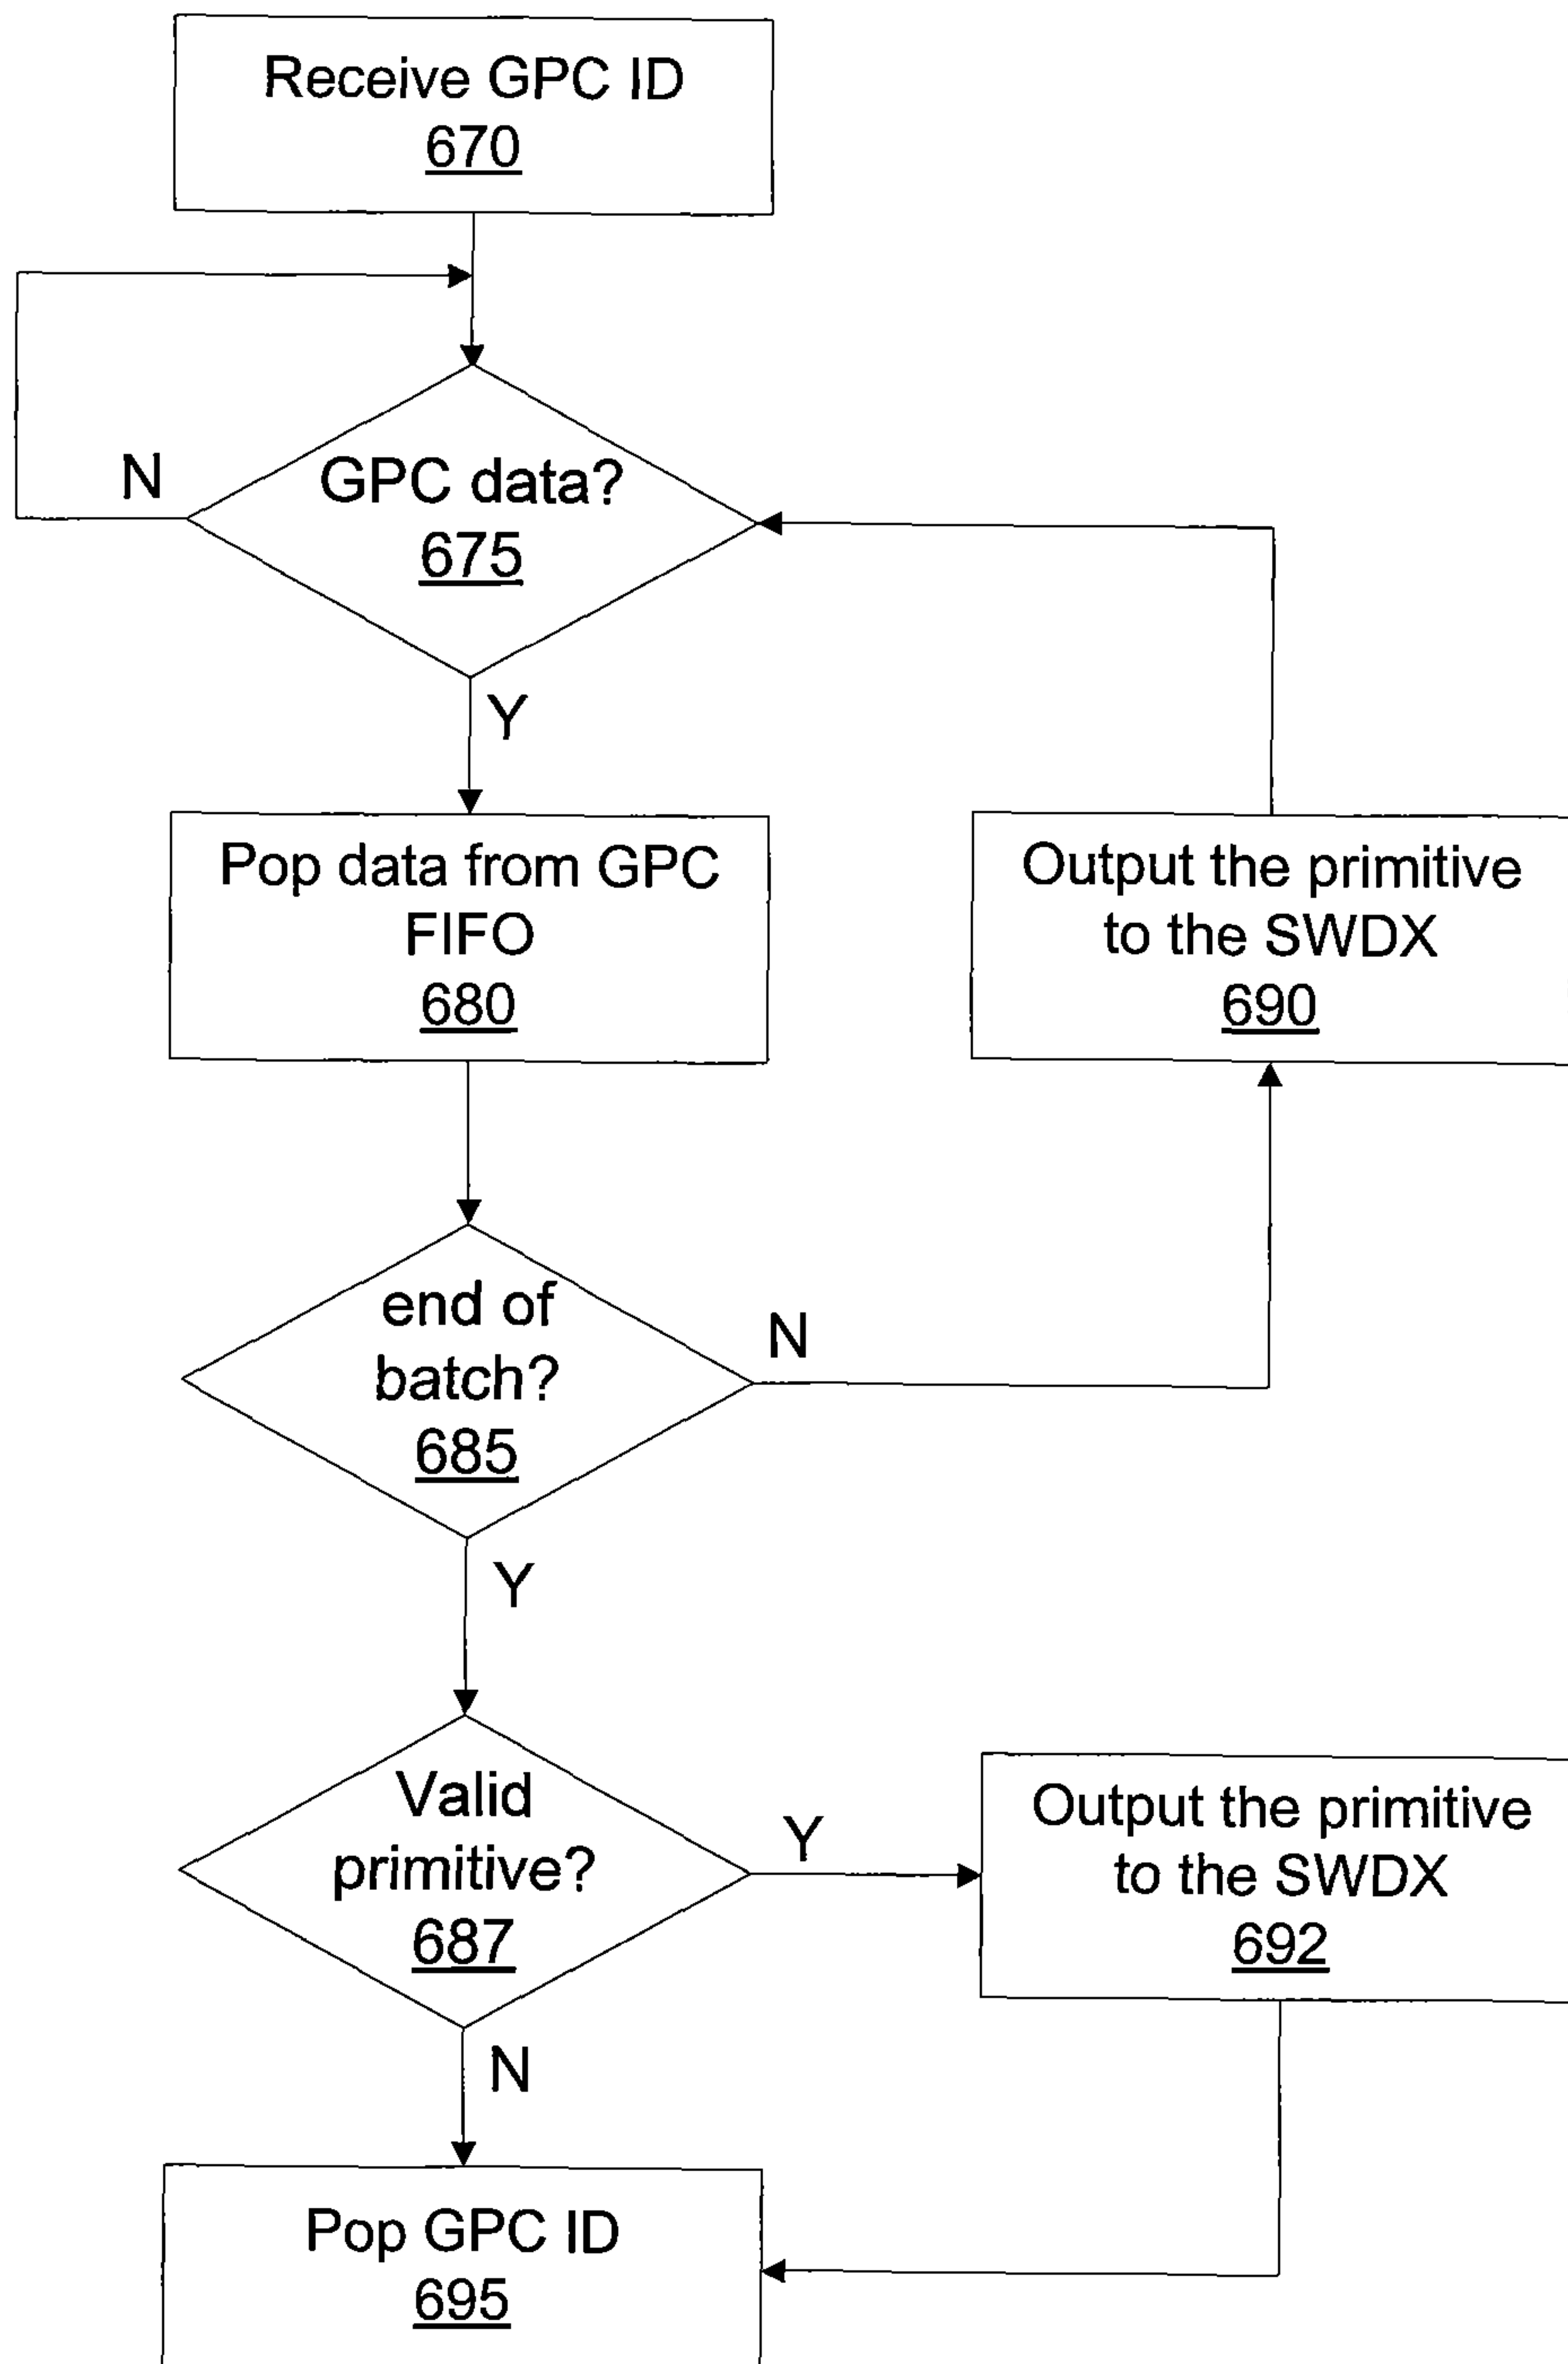 Receive GPC ID
670
N
GPC data?
675
Y
Pop data from GPC
FIFO
680
Output the primitive
to the SWDX
690
end of
batch?
685
N
Y
Valid
primitive?
687
Y
Output the primitive
to the SWDX
692
N
Pop GPC ID
695